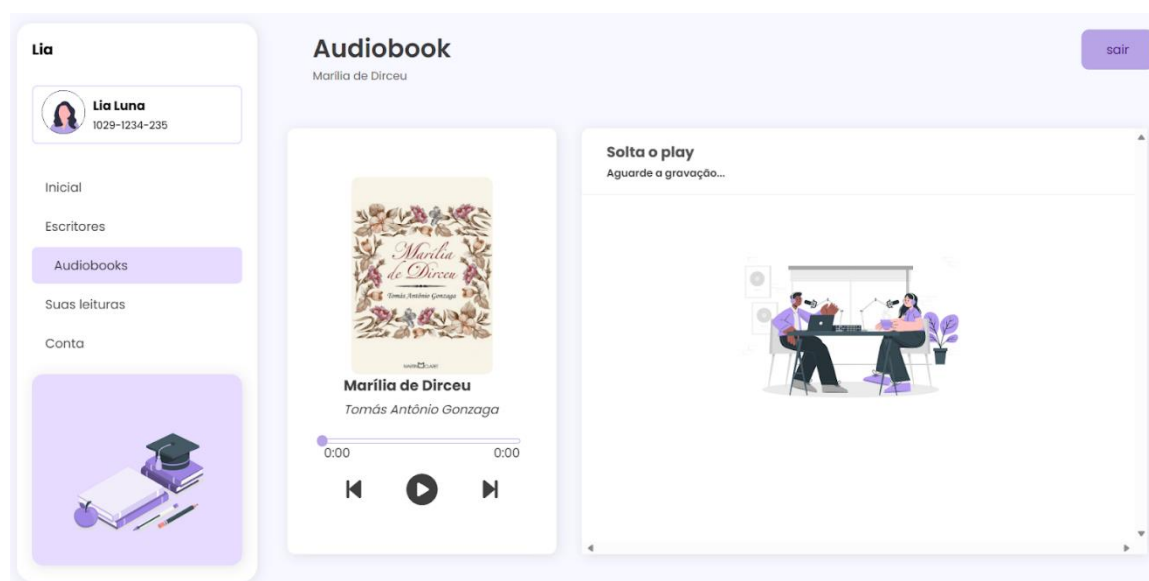 Lia
Lia Luna
1029-1234-235
Inicial
Escritores
Audiobooks
Suas leituras
Conta
Audiobook
Marília de Dirceu
sair
Marília
de Dirceu
Tomás Antônio Gonzaga
Marília de Dirceu
Tomás Antônio Gonzaga
0:00
0:00
Solta o play
Aguarde a gravação...